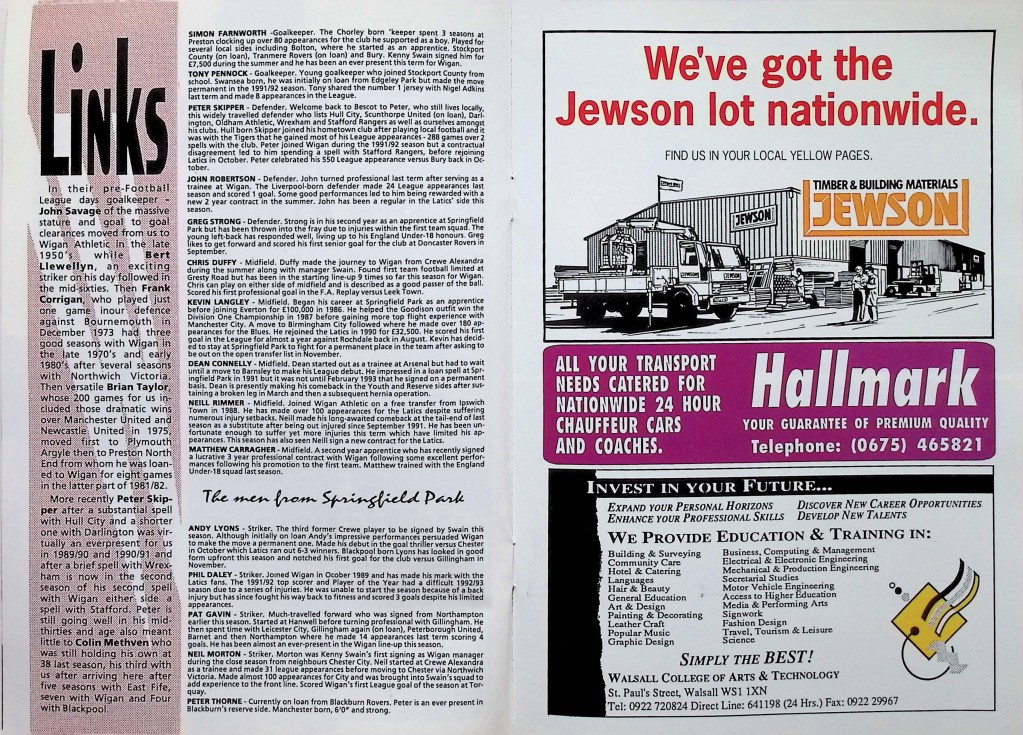 Links
In their pre-Football
League days goalkeeper -
John Savage of the massive
stature and goal to goal
clearances moved from us to
Wigan Athletic in the late
1950's while Bert
Llewellyn, an exciting
striker on his day followed in
the mid-sixties. Then Frank
Corrigan, who played just
one game inour defence
against Bournemouth in
December 1973 had three
good seasons with Wigan in
the late 1970's and early
1980's after several seasons
with Northwich Victoria.
Then versatile Brian Taylor,
whose 200 games for us in-
cluded those dramatic wins
over Manchester United and
Newcastle United in 1975,
moved first to Plymouth
Argyle then to Preston North
End from whom he was loan-
ed to Wigan for eight games
in the latter part of 1981/82.
More recently Peter Skip-
per after a substantial spell
with Hull City and a shorter
one with Darlington was vir-
tually an everpresent for us in
1989/90 and 1990/91 and
after a brief spell with Wrex-
ham is now in the second
season of his second spell
with Wigan either side a
spell with Stafford. Peter is
still going well in his mid-
thirties and age also meant
little to Colin Methven who
was still holding his own at
38 last season, his third with
us after arriving here after
five seasons with East Fife,
seven with Wigan and Four
with Blackpool.
SIMON FARNWORTH -Goalkeeper. The Chorley born 'keeper spent 3 seasons at
Preston clocking up over 80 appearances for the club he supported as a boy. Played for
several local sides including Bolton, where he started as an apprentice. Stockport
County (on loan), Tranmere Rovers (on loan) and Bury. Kenny Swain signed him for
£7,500 during the summer and he has been an ever present this term for Wigan.
TONY PENNOCK - Goalkeeper. Young goalkeeper who joined Stockport County from
school. Swansea born, he was initially on loan from Edgeley Park but made the move
permanent in the 1991/92 season. Tony shared the number 1 jersey with Nigel Adkins
last term and made 8 appearances in the League.
PETER SKIPPER - Defender. Welcome back to Bescot to Peter, who still lives locally,
this widely travelled defender who lists Hull City, Scunthorpe United (on loan), Darl-
ington, Oldham Athletic, Wrexham and Stafford Rangers as well as ourselves amongst
his clubs. Hull born Skipper joined his hometown club after playing local football and it
was with the Tigers that he gained most of his League appearances - 288 games over 2
spells with the club. Peter joined Wigan during the 1991/92 season but a contractual
disagreement led to him spending a spell with Stafford Rangers, before rejoining
Latics in October. Peter celebrated his 550 League appearance versus Bury back in Oc-
tober.
JOHN ROBERTSON - Defender. John turned professional last term after serving as a
trainee at Wigan. The Liverpool-born defender made 24 League appearances last
season and scored 1 goal. Some good performances led to him being rewarded with a
new 2 year contract in the summer. John has been a regular in the Latics' side this
season.
GREG STRONG - Defender. Strong is in his second year as an apprentice at Springfield
Park but has been thrown into the fray due to injuries within the first team squad. The
young left-back has responded well, living up to his England Under-18 honours. Greg
likes to get forward and scored his first senior goal for the club at Doncaster Rovers in
September.
CHRIS DUFFY - Midfield. Duffy made the journey to Wigan from Crewe Alexandra
during the summer along with manager Swain. Found first team football limited at
Gresty Road but has been in the starting line-up 9 times so far this season for Wigan.
Chris can play on either side of midfield and is described as a good passer of the ball.
Scored his first professional goal in the F.A. Replay versus Leek Town.
KEVIN LANGLEY - Midfield. Began his career at Springfield Park as an apprentice
before joining Everton for £100,000 in 1986. He helped the Goodison outfit win the
Division One Championship in 1987 before gaining more top flight experience with
Manchester City. A move to Birmingham City followed where he made over 180 ap-
pearances for the Blues. He rejoined the Latics in 1990 for £32,500. He scored his first
goal in the League for almost a year against Rochdale back in August. Kevin has decid-
ed to stay at Springfield Park to fight for a permanent place in the team after asking to
be out on the open transfer list in November.
DEAN CONNELLY - Midfield. Dean started out as a trainee at Arsenal but had to wait
until a move to Barnsley to make his League debut. He impressed in a loan spell at Spr-
ingfield Park in 1991 but it was not until February 1993 that he signed on a permanent
basis. Dean is presently making his comeback in the Youth and Reserve sides after sus-
taining a broken leg in March and then a subsequent hernia operation.
NEILL RIMMER - Midfield. Joined Wigan Athletic on a free transfer from Ipswich
Town in 1988. He has made over 100 appearances for the Latics despite suffering
numerous injury setbacks. Neill made his long-awaited comeback at the tail-end of last
season as a substitute after being out injured since September 1991. He has been un-
fortunate enough to suffer yet more injuries this term which have limited his ap-
pearances. This season has also seen Neill sign a new contract for the Latics.
MATTHEW CARRAGHER - Midfield. A second year apprentice who has recently signed
a lucrative 3 year professional contract with Wigan following some excellent perfor-
mances following his promotion to the first team. Matthew trained with the England
Under-18 squad last season.
The men from Springfield Park
ANDY LYONS - Striker. The third former Crewe player to be signed by Swain this
season. Although initially on loan Andy's impressive performances persuaded Wigan
to make the move a permanent one. Made his debut in the goal thriller versus Chester
in October which Latics ran out 6-3 winners. Blackpool born Lyons has looked in good
form upfront this season and notched his first goal for the club versus Gillingham in
November.
PHIL DALEY - Striker. Joined Wigan in Ocober 1989 and has made his mark with the
Latics fans. The 1991/92 top scorer and Player of the Year had a difficult 1992/93
season due to a series of injuries. He was unable to start the season because of a back
injury but has since fought his way back to fitness and scored 3 goals despite his limited
appearances.
PAT GAVIN - Striker. Much-travelled forward who was signed from Northampton
earlier this season. Started at Hanwell before turning professional with Gillingham. He
then spent time with Leicester City, Gillingham again (on loan), Peterborough United,
Barnet and then Northampton where he made 14 appearances last term scoring 4
goals. He has been almost an ever-present in the Wigan line-up this season.
NEIL MORTON - Striker. Morton was Kenny Swain's first signing as Wigan manager
during the close season from neighbours Chester City. Neil started at Crewe Alexandra
as a trainee and made 31 league appearances before moving to Chester via Northwich
Victoria. Made almost 100 appearances for City and was brought into Swain's squad to
add experience to the front line. Scored Wigan's first League goal of the season at Tor-
quay.
PETER THORNE - Currently on loan from Blackburn Rovers. Peter is an ever present in
Blackburn's reserve side. Manchester born, 6'0" and strong.
We've got the
Jewson lot nationwide.
FIND US IN YOUR LOCAL YELLOW PAGES.
TIMBER & BUILDING MATERIALS
JEWSON
JEWSON
ALL YOUR TRANSPORT
NEEDS CATERED FOR
NATIONWIDE 24 HOUR
CHAUFFEUR CARS
AND COACHES.
Hallmark
YOUR GUARANTEE OF PREMIUM QUALITY
Telephone: (0675) 465821
INVEST IN YOUR FUTURE...
EXPAND YOUR PERSONAL HORIZONS DISCOVER NEW CAREER OPPORTUNITIES
ENHANCE YOUR PROFESSIONAL SKILLS DEVELOP NEW TALENTS
WE PROVIDE EDUCATION & TRAINING IN:
Building & Surveying
Community Care
Hotel & Catering
Languages
Hair & Beauty
General Education
Art & Design
Painting & Decorating
Leather Craft
Popular Music
Graphic Design
Business, Computing & Management
Electrical & Electronic Engineering
Mechanical & Production Engineering
Secretarial Studies
Motor Vehicle Engineering
Access to Higher Education
Media & Performing Arts
Signwork
Fashion Design
Travel, Tourism & Leisure
Science
SIMPLY THE BEST!
WALSALL COLLEGE OF ARTS & TECHNOLOGY
St. Paul's Street, Walsall WS1 1XN
Tel: 0922 720824 Direct Line: 641198 (24 Hrs.) Fax: 0922 29967